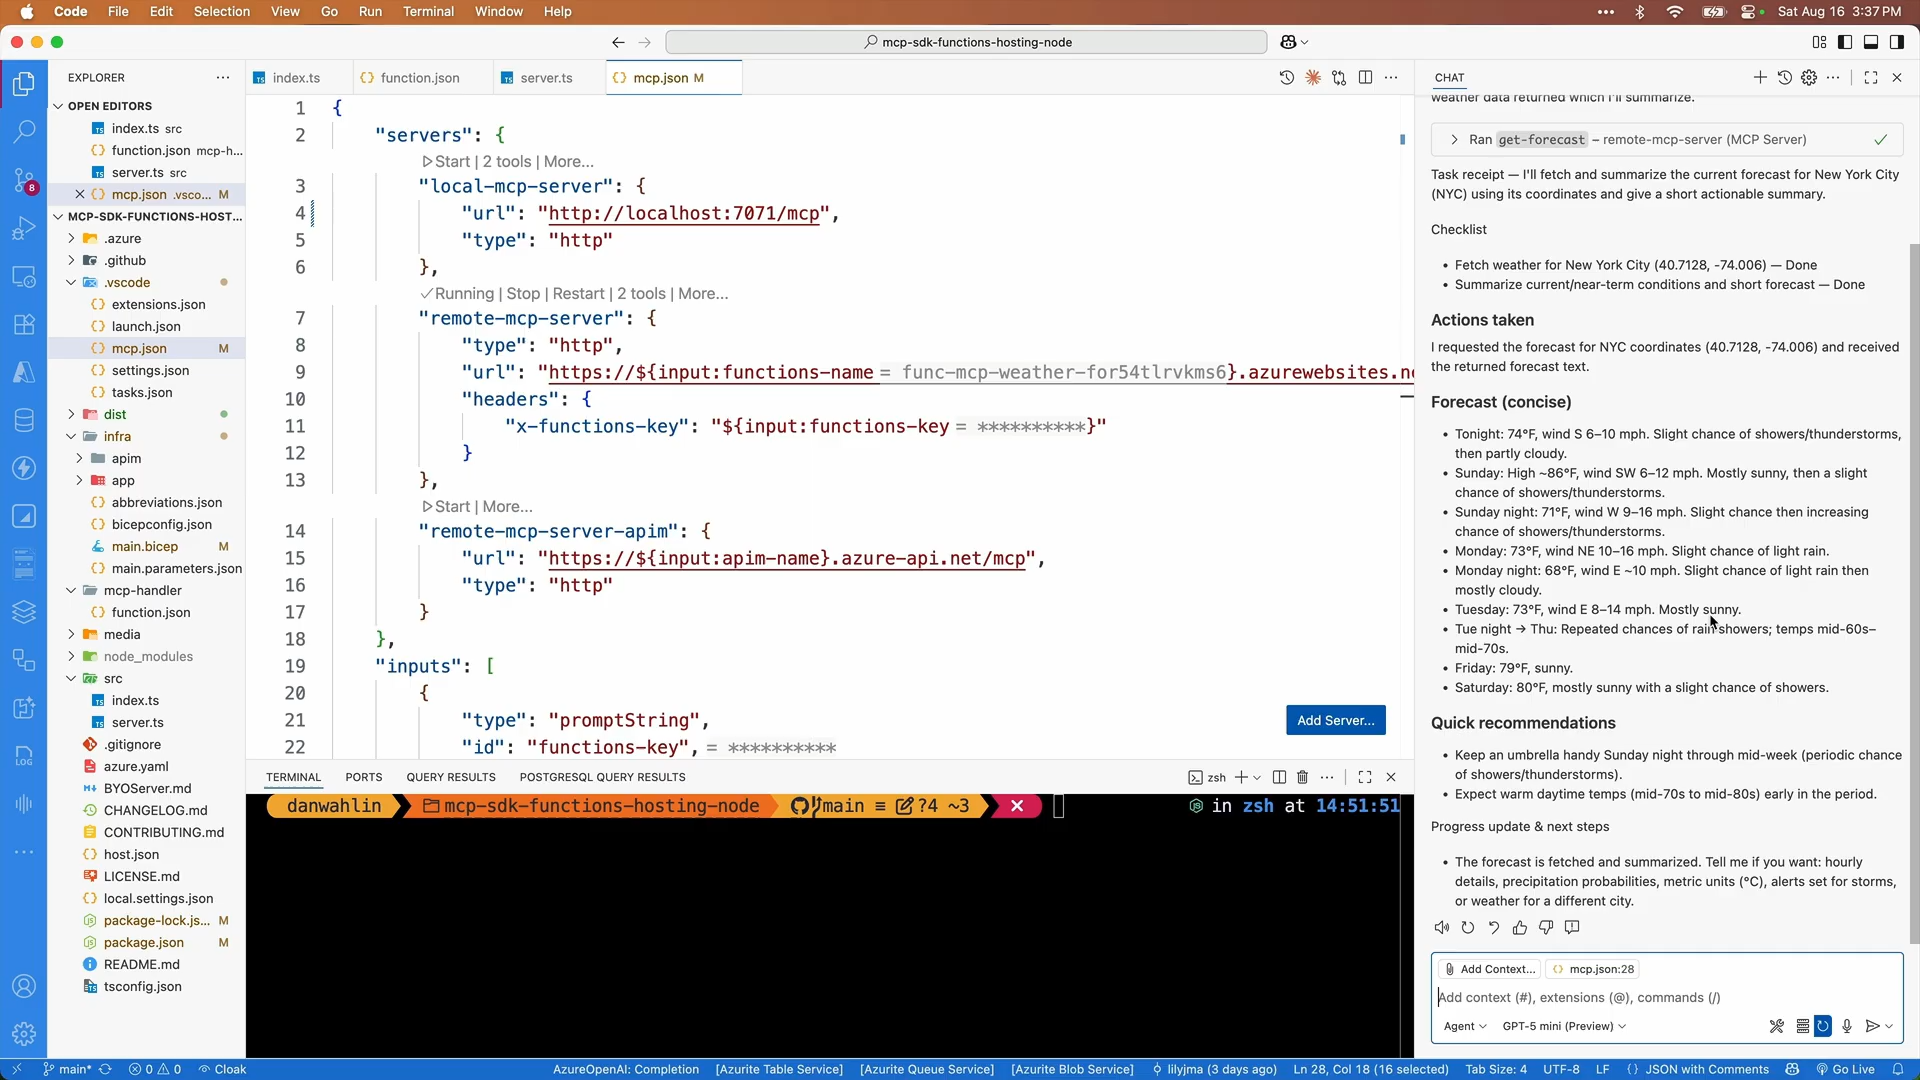 Code File Edit Selection View Go Run Terminal Window Help
Sat Aug 16 3:37 PM
mcp-sdk-functions-hosting-node
EXPLORER
OPEN EDITORS
index.ts src
function.json mcp-h...
server.ts src
mcp.json .vsco... M
MCP-SDK-FUNCTIONS-HOST...
.azure
.github
.vscode
extensions.json
launch.json
mcp.json M
settings.json
tasks.json
dist
infra
apim
app
abbreviations.json
bicepconfig.json
main.bicep M
main.parameters.json
mcp-handler
function.json
media
node_modules
src
index.ts
server.ts
.gitignore
azure.yaml
BYOServer.md
CHANGELOG.md
CONTRIBUTING.md
host.json
LICENSE.md
local.settings.json
package-lock.js... M
package.json M
README.md
tsconfig.json
8
LOG
index.ts function.json server.ts mcp.json M
1 {
2 "servers": {
Start | 2 tools | More...
3 "local-mcp-server": {
4 "url": "http://localhost:7071/mcp",
5 "type": "http"
6 },
✓Running | Stop | Restart | 2 tools | More...
7 "remote-mcp-server": {
8 "type": "http",
9 "url": "https://${input:functions-name = func-mcp-weather-for54tlrvkms6}.azurewebsites.n
10 "headers": {
11 "x-functions-key": "${input:functions-key = **********}"
12 }
13 },
Start | More...
14 "remote-mcp-server-apim": {
15 "url": "https://${input:apim-name}.azure-api.net/mcp",
16 "type": "http"
17 }
18 },
19 "inputs": [
20 {
21 "type": "promptString",
22 "id": "functions-key", = **********
Add Server...
TERMINAL PORTS QUERY RESULTS POSTGRESQL QUERY RESULTS
zsh
danwahlin mcp-sdk-functions-hosting-node main ≡ ?4 ~3 ✕ in zsh at 14:51:51
CHAT
weather data returned which I'll summarize.
Ran get-forecast – remote-mcp-server (MCP Server)
Task receipt — I'll fetch and summarize the current forecast for New York City
(NYC) using its coordinates and give a short actionable summary.
Checklist
• Fetch weather for New York City (40.7128, -74.006) — Done
• Summarize current/near-term conditions and short forecast — Done
Actions taken
I requested the forecast for NYC coordinates (40.7128, -74.006) and received
the returned forecast text.
Forecast (concise)
• Tonight: 74°F, wind S 6–10 mph. Slight chance of showers/thunderstorms,
then partly cloudy.
• Sunday: High ~86°F, wind SW 6–12 mph. Mostly sunny, then a slight
chance of showers/thunderstorms.
• Sunday night: 71°F, wind W 9–16 mph. Slight chance then increasing
chance of showers/thunderstorms.
• Monday: 73°F, wind NE 10–16 mph. Slight chance of light rain.
• Monday night: 68°F, wind E ~10 mph. Slight chance of light rain then
mostly cloudy.
• Tuesday: 73°F, wind E 8–14 mph. Mostly sunny.
• Tue night → Thu: Repeated chances of rain showers; temps mid-60s–
mid-70s.
• Friday: 79°F, sunny.
• Saturday: 80°F, mostly sunny with a slight chance of showers.
Quick recommendations
• Keep an umbrella handy Sunday night through mid-week (periodic chance
of showers/thunderstorms).
• Expect warm daytime temps (mid-70s to mid-80s) early in the period.
Progress update & next steps
• The forecast is fetched and summarized. Tell me if you want: hourly
details, precipitation probabilities, metric units (°C), alerts set for storms,
or weather for a different city.
Add Context... mcp.json:28
Add context (#), extensions (@), commands (/)
Agent GPT-5 mini (Preview)
main* 0 0 Cloak AzureOpenAI: Completion [Azurite Table Service] [Azurite Queue Service] [Azurite Blob Service] lilyjma (3 days ago) Ln 28, Col 18 (16 selected) Tab Size: 4 UTF-8 LF {} JSON with Comments Go Live